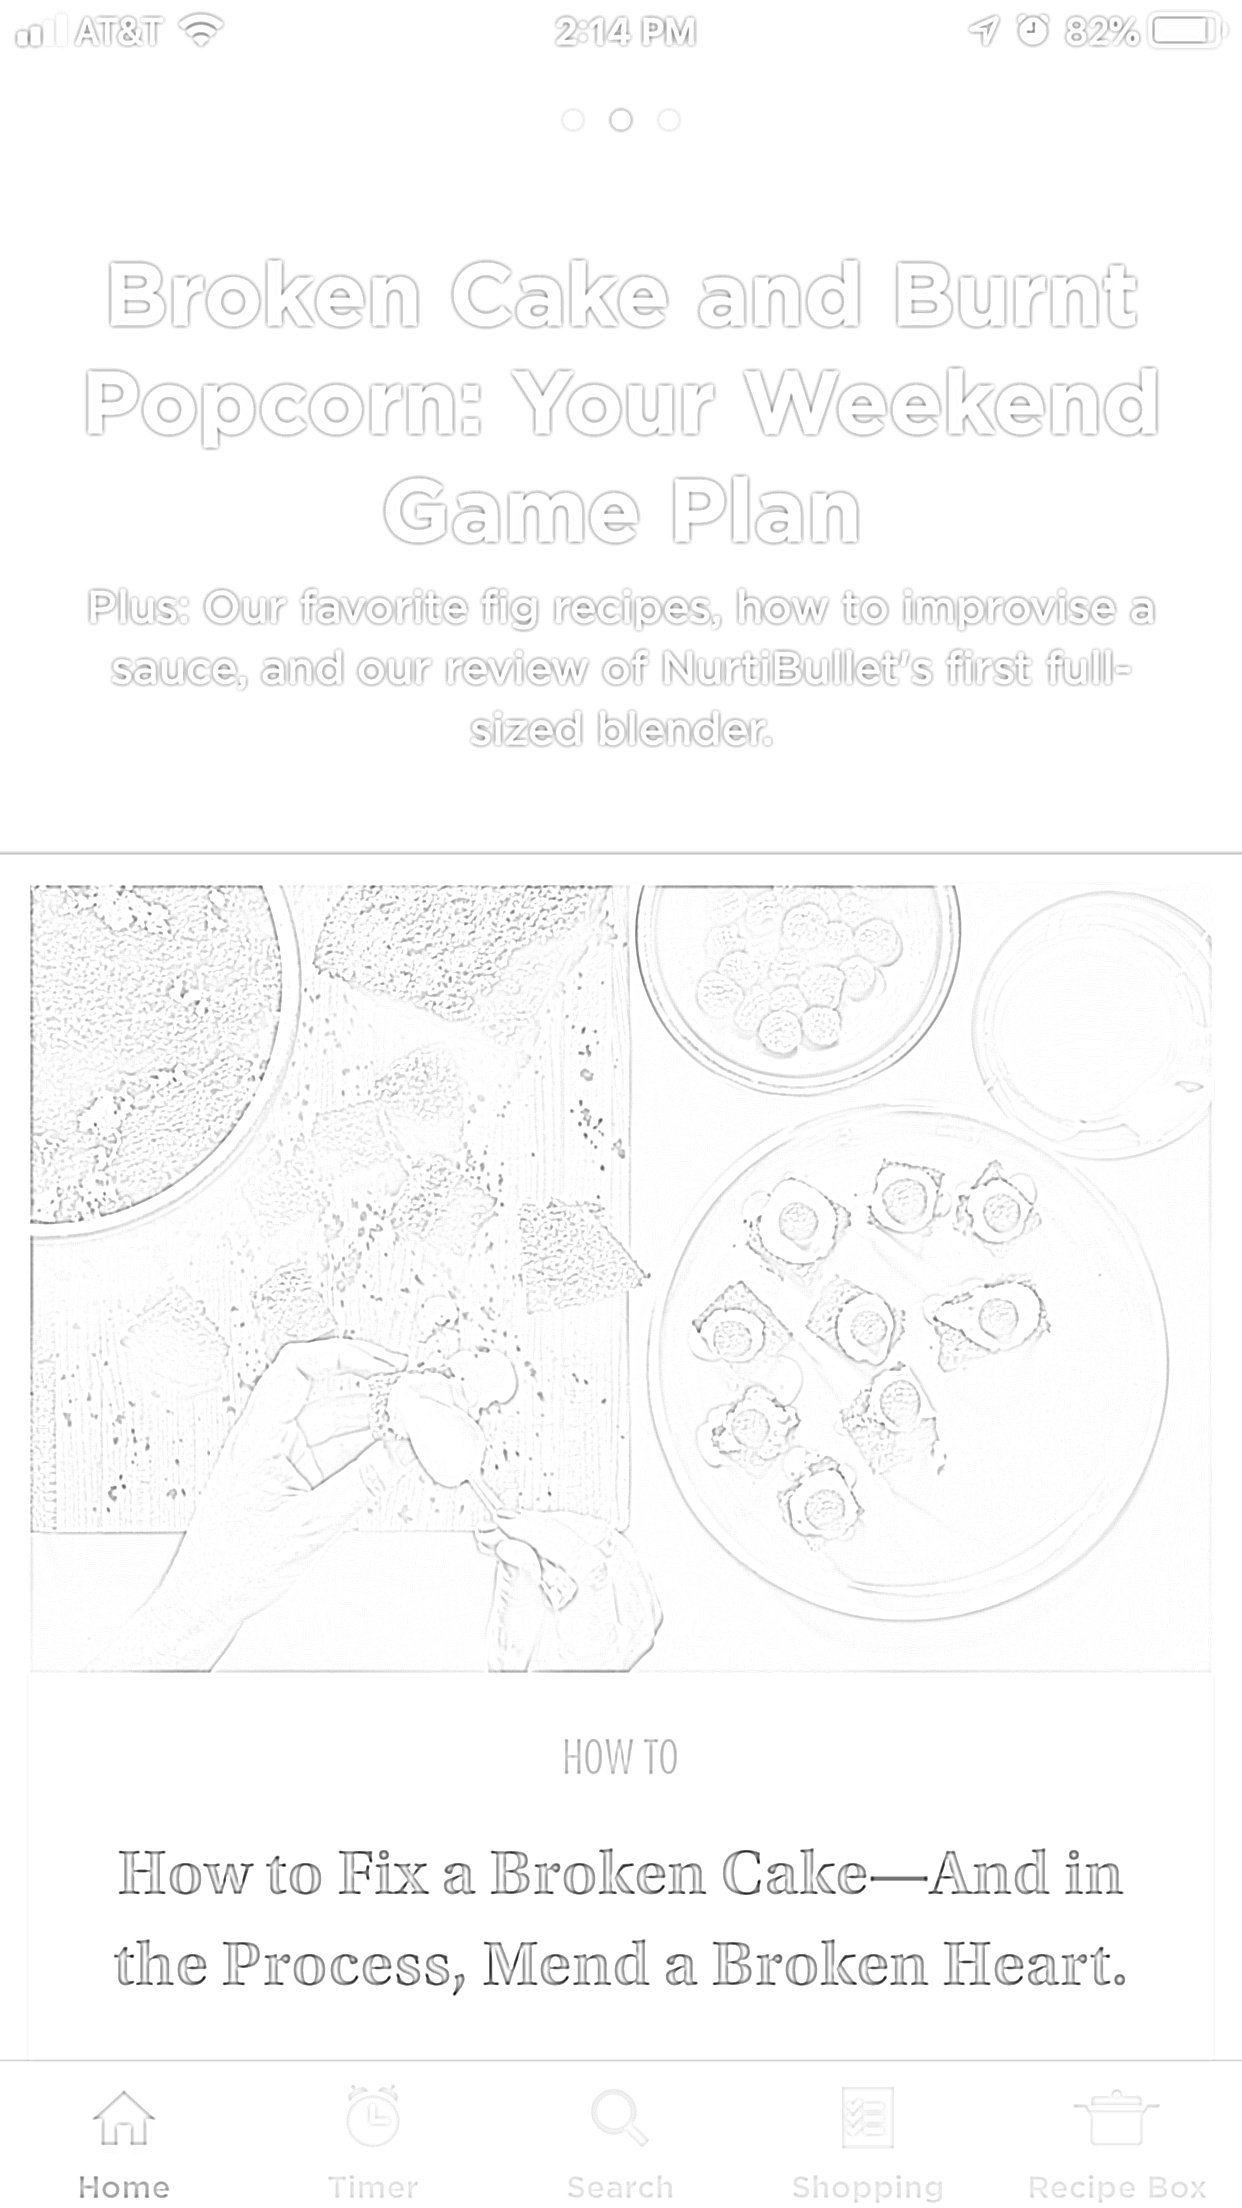 AT&T 2:14 PM 82%
Broken Cake and Burnt
Popcorn: Your Weekend
Game Plan
Plus: Our favorite fig recipes, how to improvise a
sauce, and our review of NurtiBullet's first full-
sized blender.
HOW TO
How to Fix a Broken Cake—And in
the Process, Mend a Broken Heart.
Home Timer Search Shopping Recipe Box